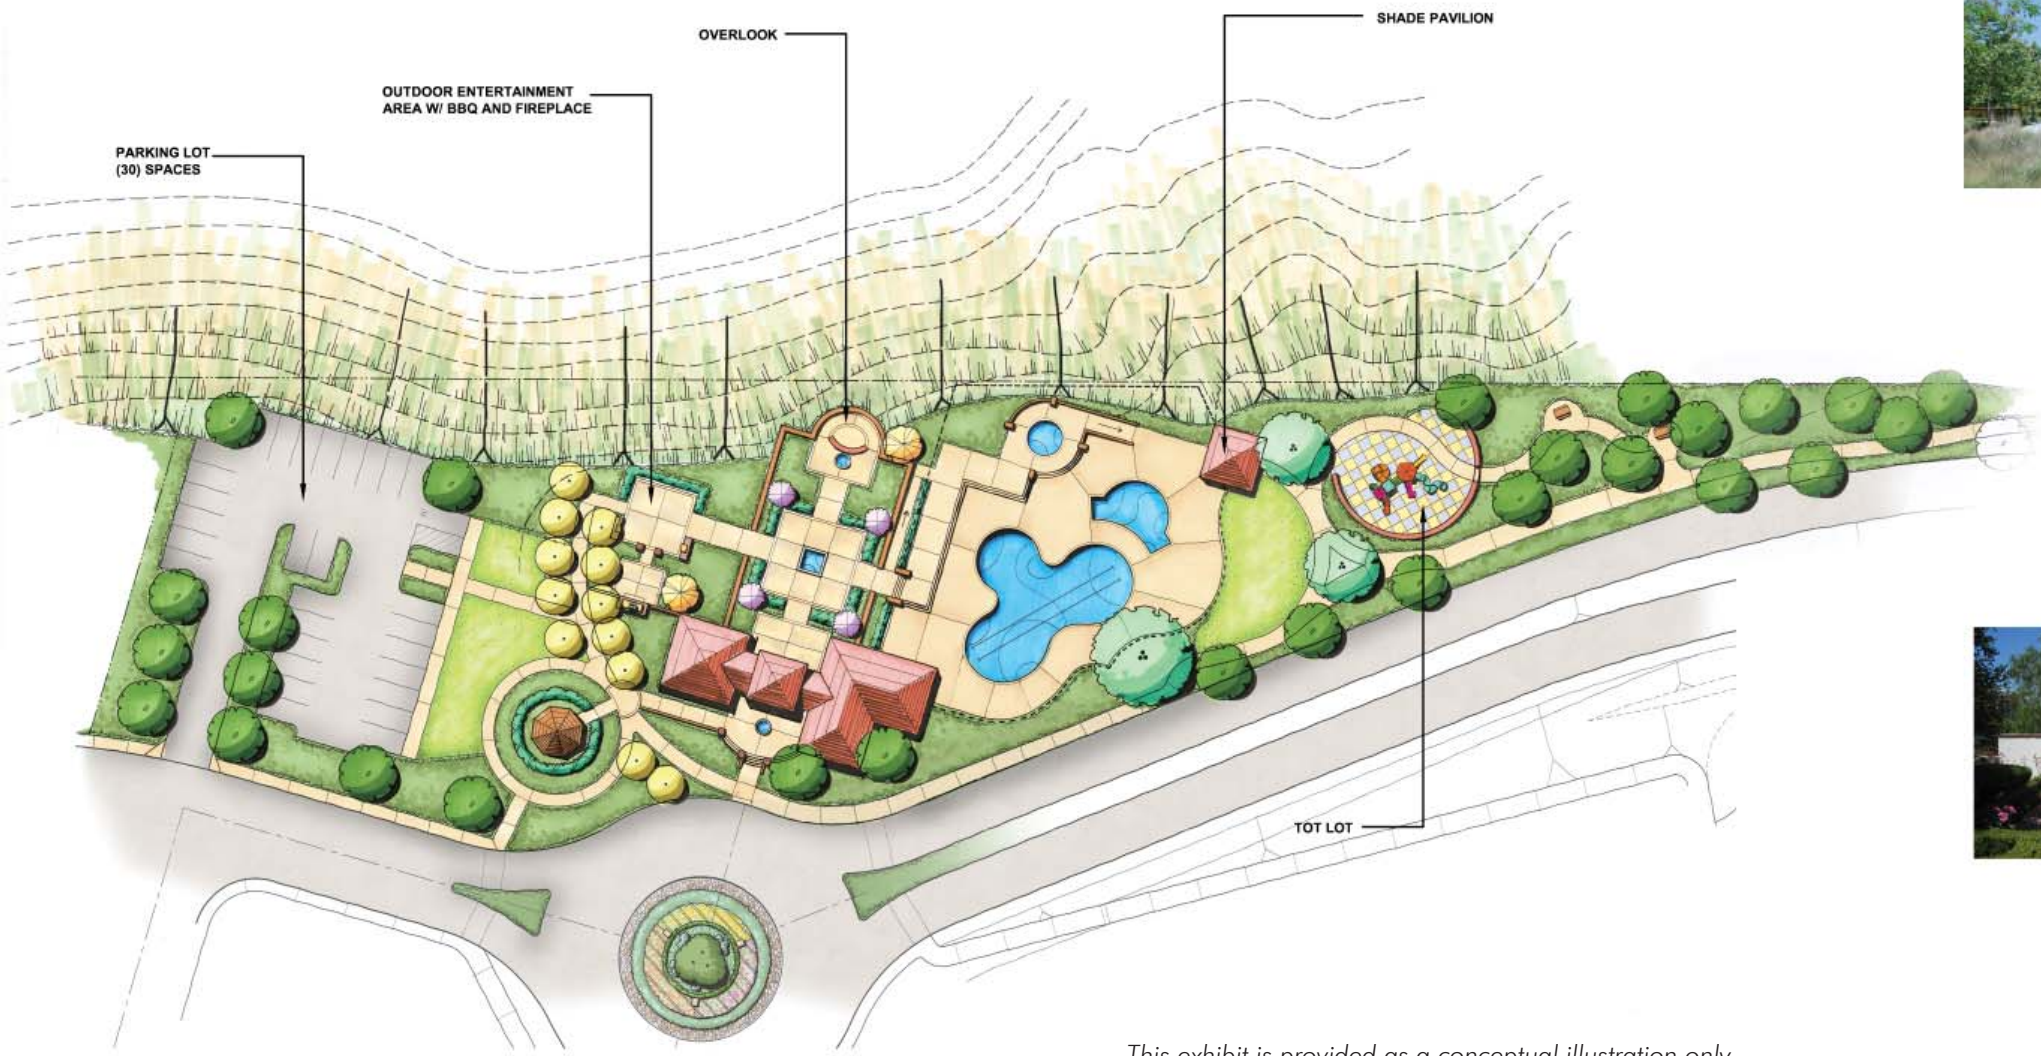 SHADE PAVILION
OVERLOOK
OUTDOOR ENTERTAINMENT
AREA W/ BBQ AND FIREPLACE
PARKING LOT
(30) SPACES
TOT LOT
This exhibit is provided as a conceptual illustration only